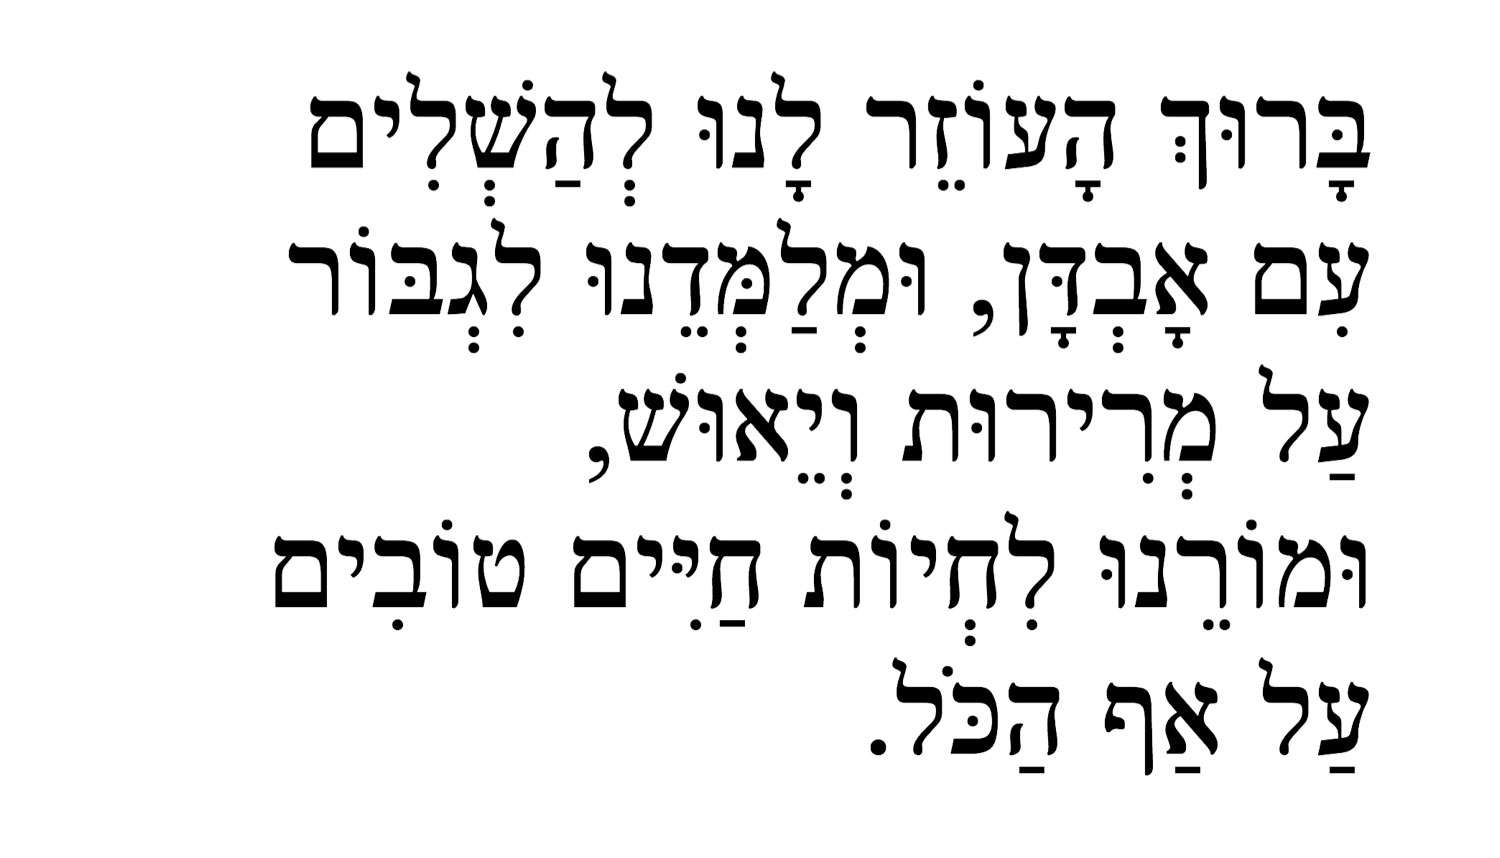 בָּרוּךְ הָעוֹזֵר לָנוּ לְהַשְׁלִים
עִם אָבְדָּן, וּמְלַמְּדֵנוּ לִגְבּוֹר
עַל מְרִירוּת וְיֵאוּשׁ,
וּמוֹרֵנוּ לִחְיוֹת חַיִּים טוֹבִים
עַל אַף הַכֹּל.